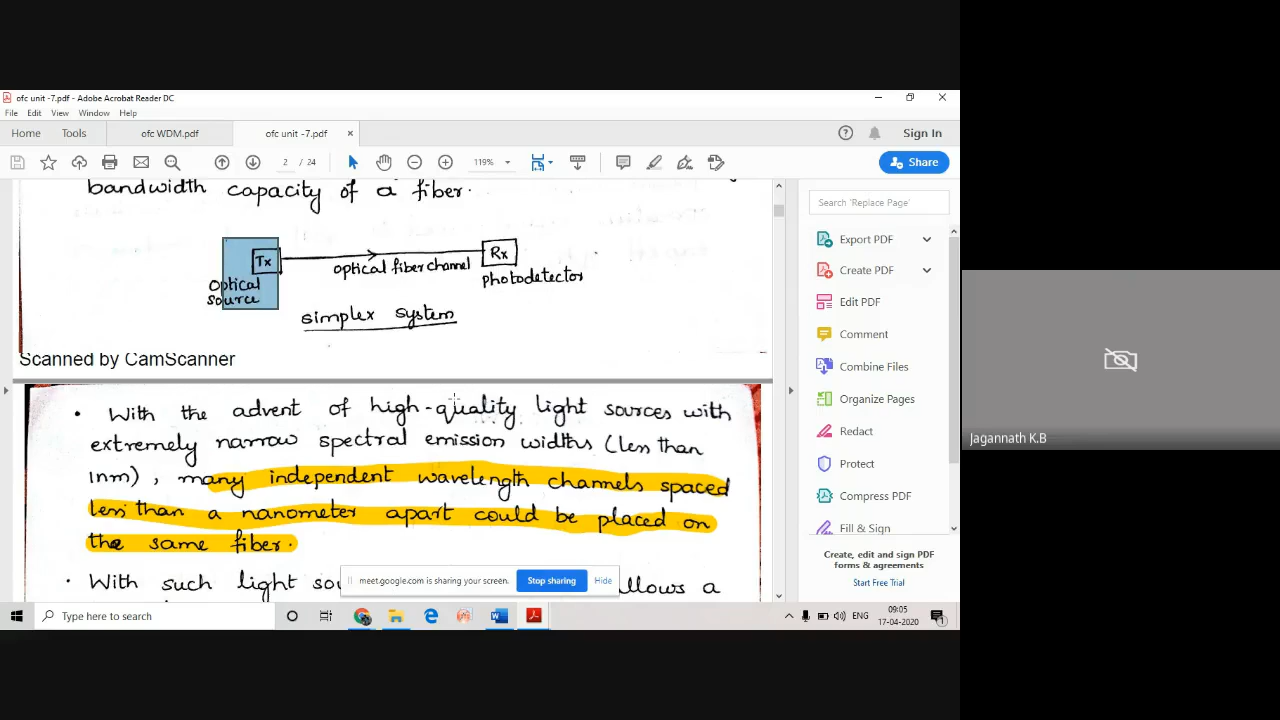 ofc unit -7.pdf - Adobe Acrobat Reader DC
File Edit View Window Help
Home Tools ofc WDM.pdf ofc unit -7.pdf × Sign In
2 / 24 119% Share
bandwidth capacity of a fiber.
Tx
Optical
source
optical fiber channel
Rx
photodetector
simplex system
Scanned by CamScanner
• With the advent of high-quality light sources with
extremely narrow spectral emission widths (less than
1nm), many independent wavelength channels spaced
less than a nanometer apart could be placed on
the same fiber.
• With such light
allows a
meet.google.com is sharing your screen. Stop sharing Hide
Search 'Replace Page'
Export PDF
Create PDF
Edit PDF
Comment
Combine Files
Organize Pages
Redact
Protect
Compress PDF
Fill & Sign
Create, edit and sign PDF
forms & agreements
Start Free Trial
Type here to search
ENG
09:05
17-04-2020
1
Jagannath K.B